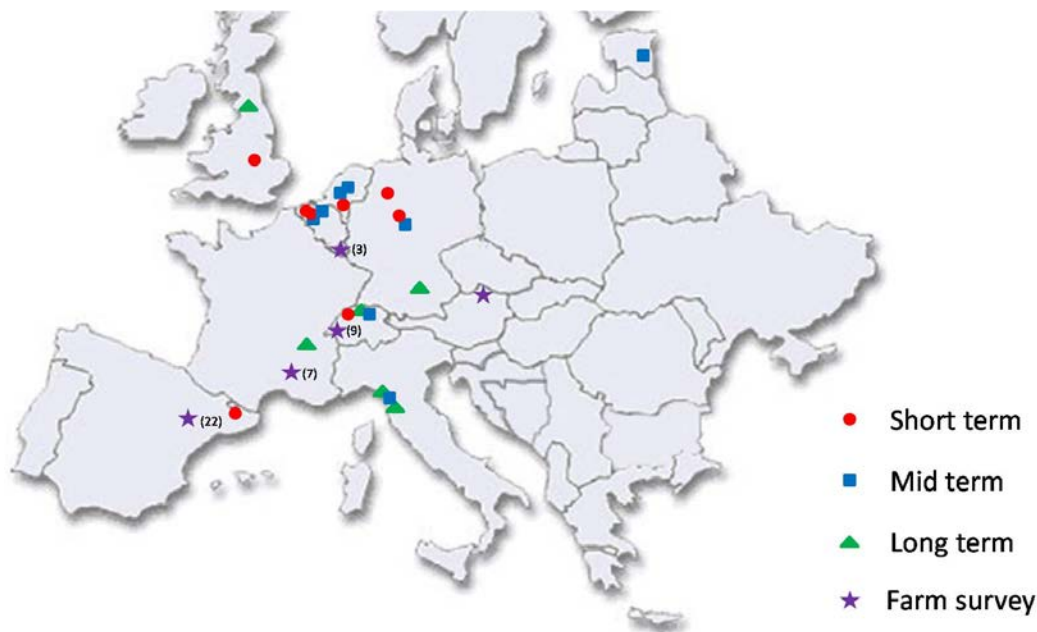 (3)
(9)
(7)
(22)
Short term
Mid term
Long term
Farm survey